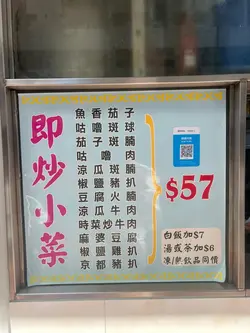 即炒小菜
魚香茄子
咕嚕斑球
茄子斑腩
咕嚕肉
涼瓜斑腩
椒鹽豬扒
豆腐火腩
涼瓜牛肉
時菜炒牛肉
麻婆豆腐
椒鹽雞扒
京都豬扒
$57
白飯加$7
湯或茶加$6
凍/熱飲品同價